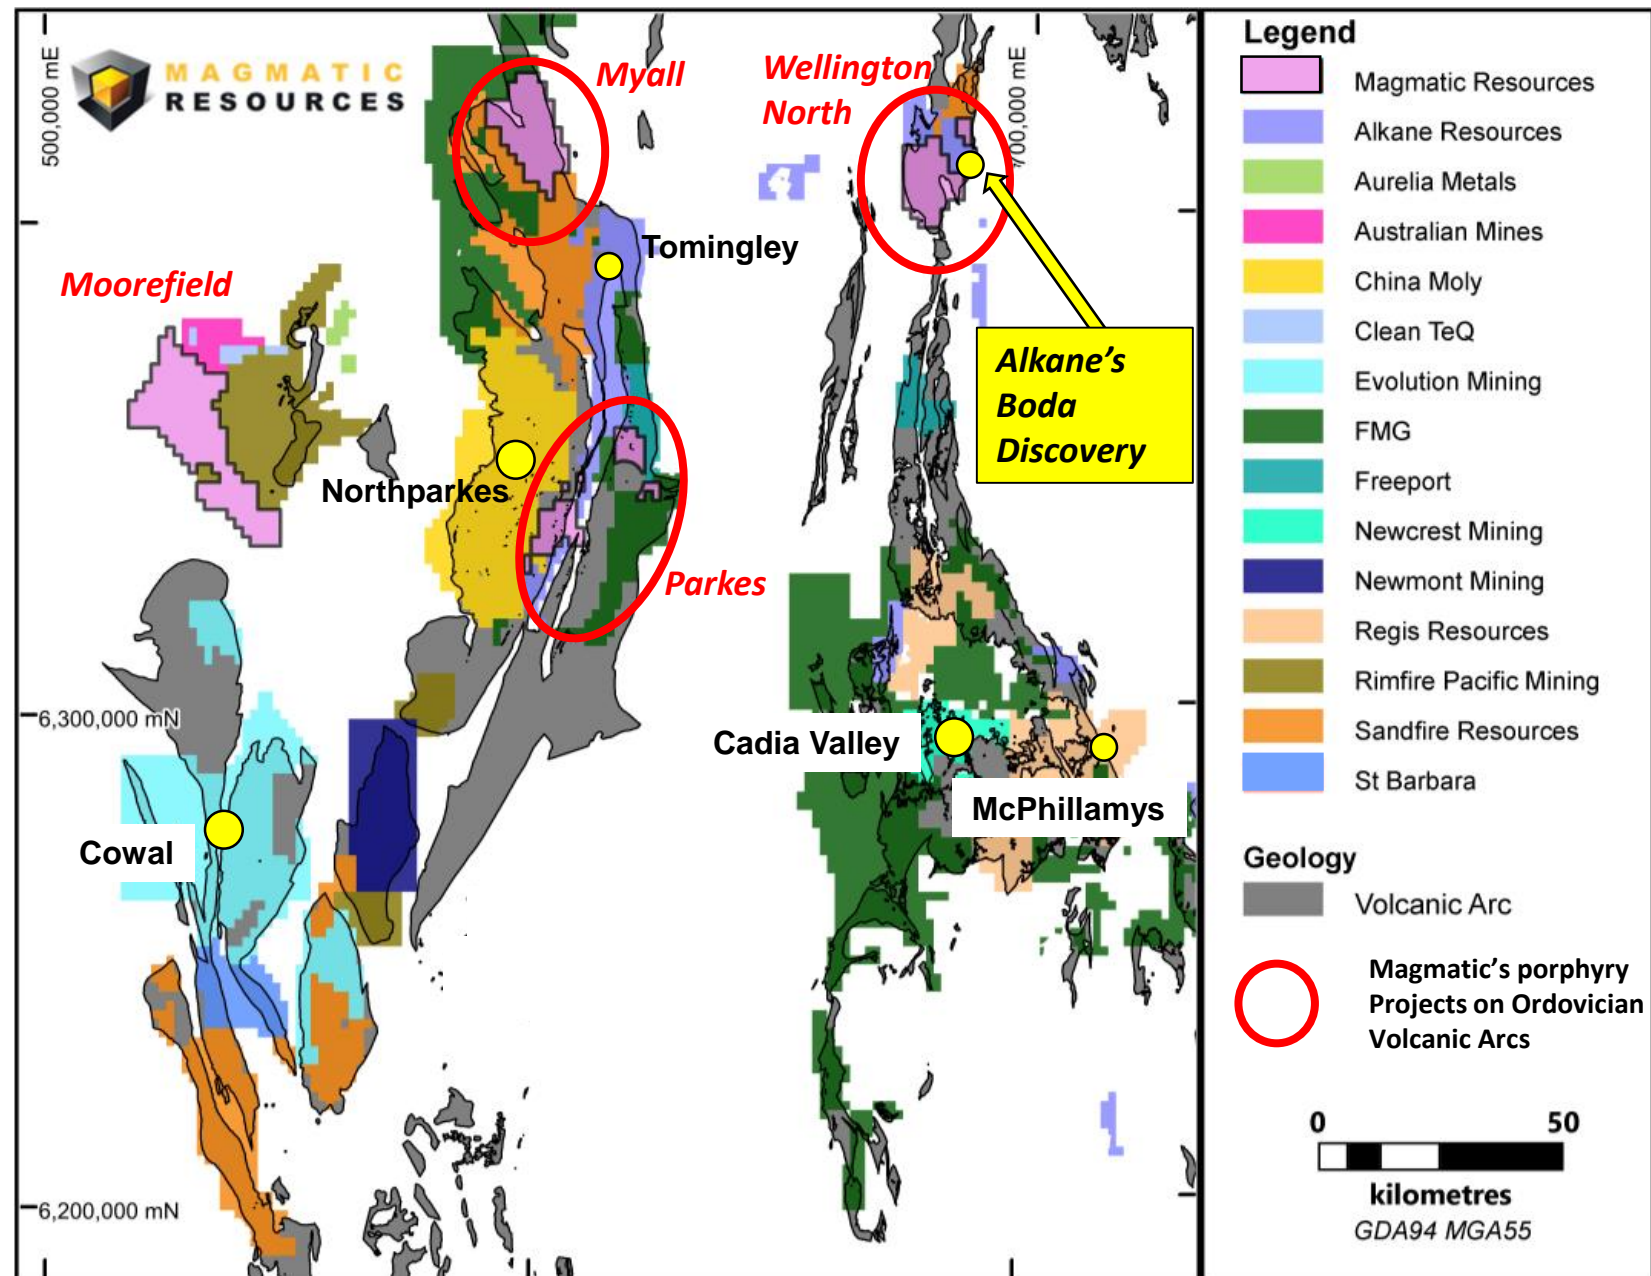 500,000 mE
MAGMATIC
RESOURCES
Myall
Wellington
North
700,000 mE
Tomingley
Moorefield
Alkane's
Boda
Discovery
Northparkes
Parkes
6,300,000 mN
Cadia Valley
McPhillamys
Cowal
6,200,000 mN
Legend
Magmatic Resources
Alkane Resources
Aurelia Metals
Australian Mines
China Moly
Clean TeQ
Evolution Mining
FMG
Freeport
Newcrest Mining
Newmont Mining
Regis Resources
Rimfire Pacific Mining
Sandfire Resources
St Barbara
Geology
Volcanic Arc
Magmatic's porphyry
Projects on Ordovician
Volcanic Arcs
0 50
kilometres
GDA94 MGA55